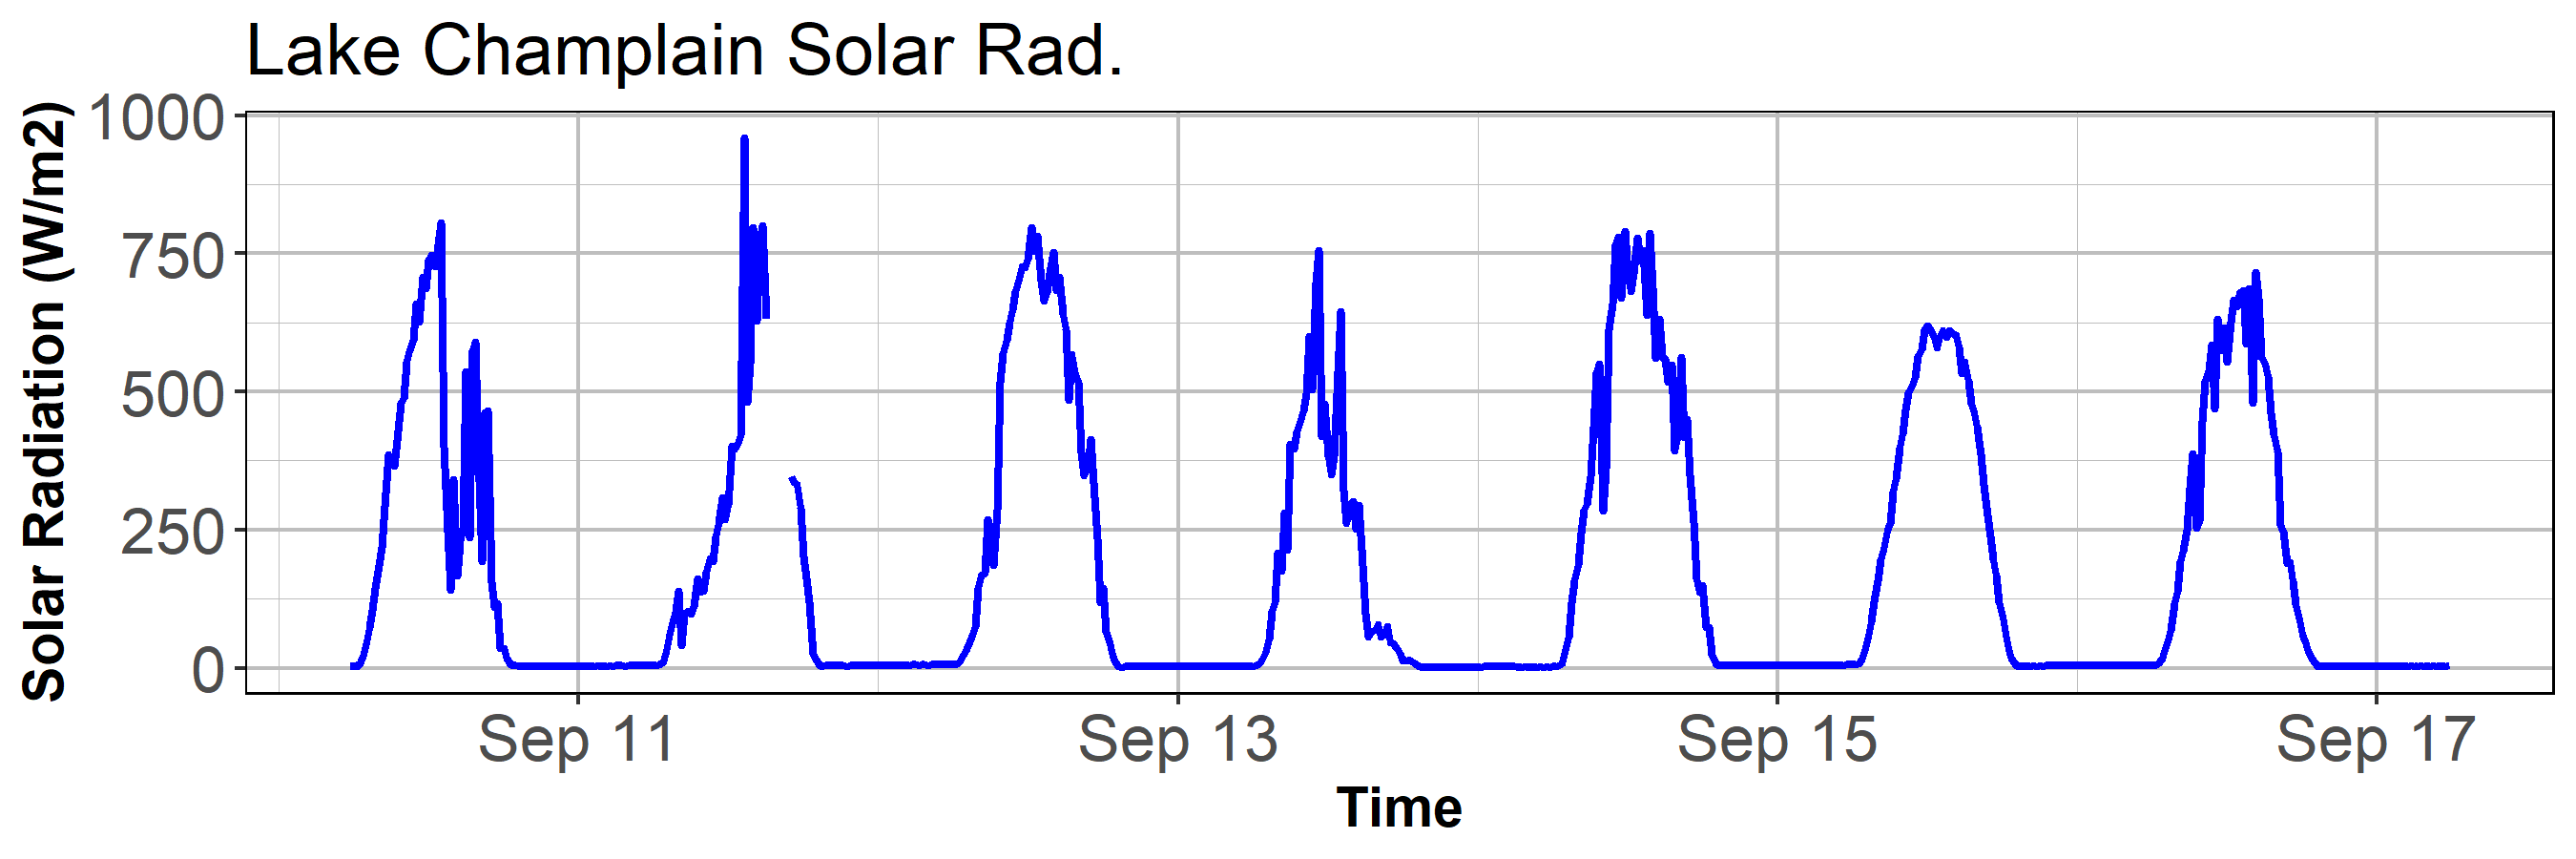 Lake Champlain Solar Rad.
Solar Radiation (W/m2)
1000
750
500
250
0
Sep 11
Sep 13
Sep 15
Sep 17
Time